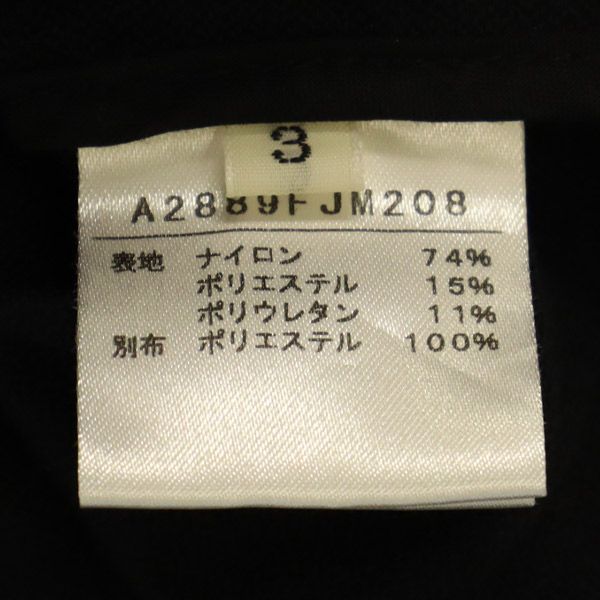 3
A2889FJM208
表地 ナイロン 74%
ポリエステル 15%
ポリウレタン 11%
別布 ポリエステル 100%